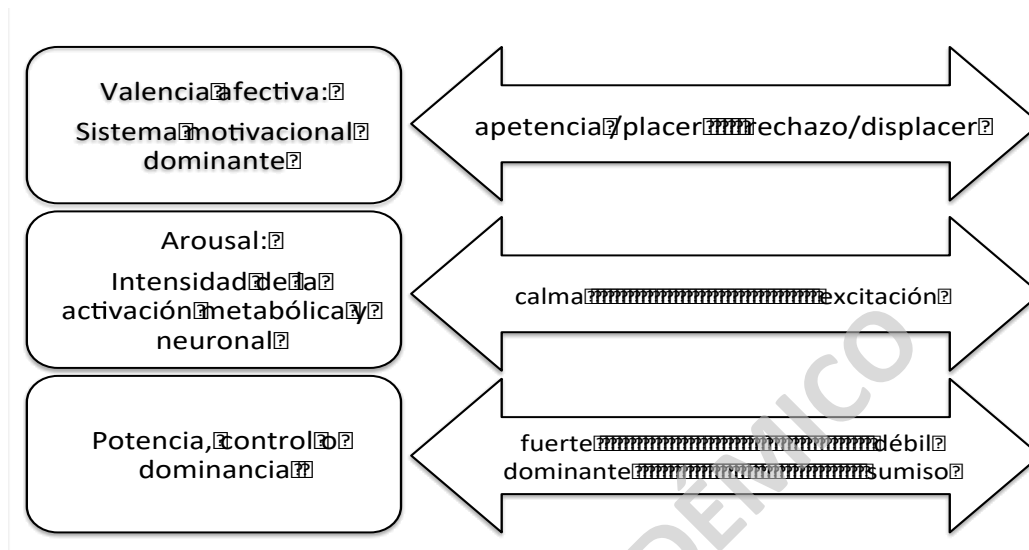 Valencia afectiva:
Sistema motivacional
dominante
apetencia /placer rechazo/displacer
Arousal:
Intensidad de la
activación metabólica y
neuronal
calma excitación
Potencia, control o
dominancia
fuerte débil
dominante sumiso